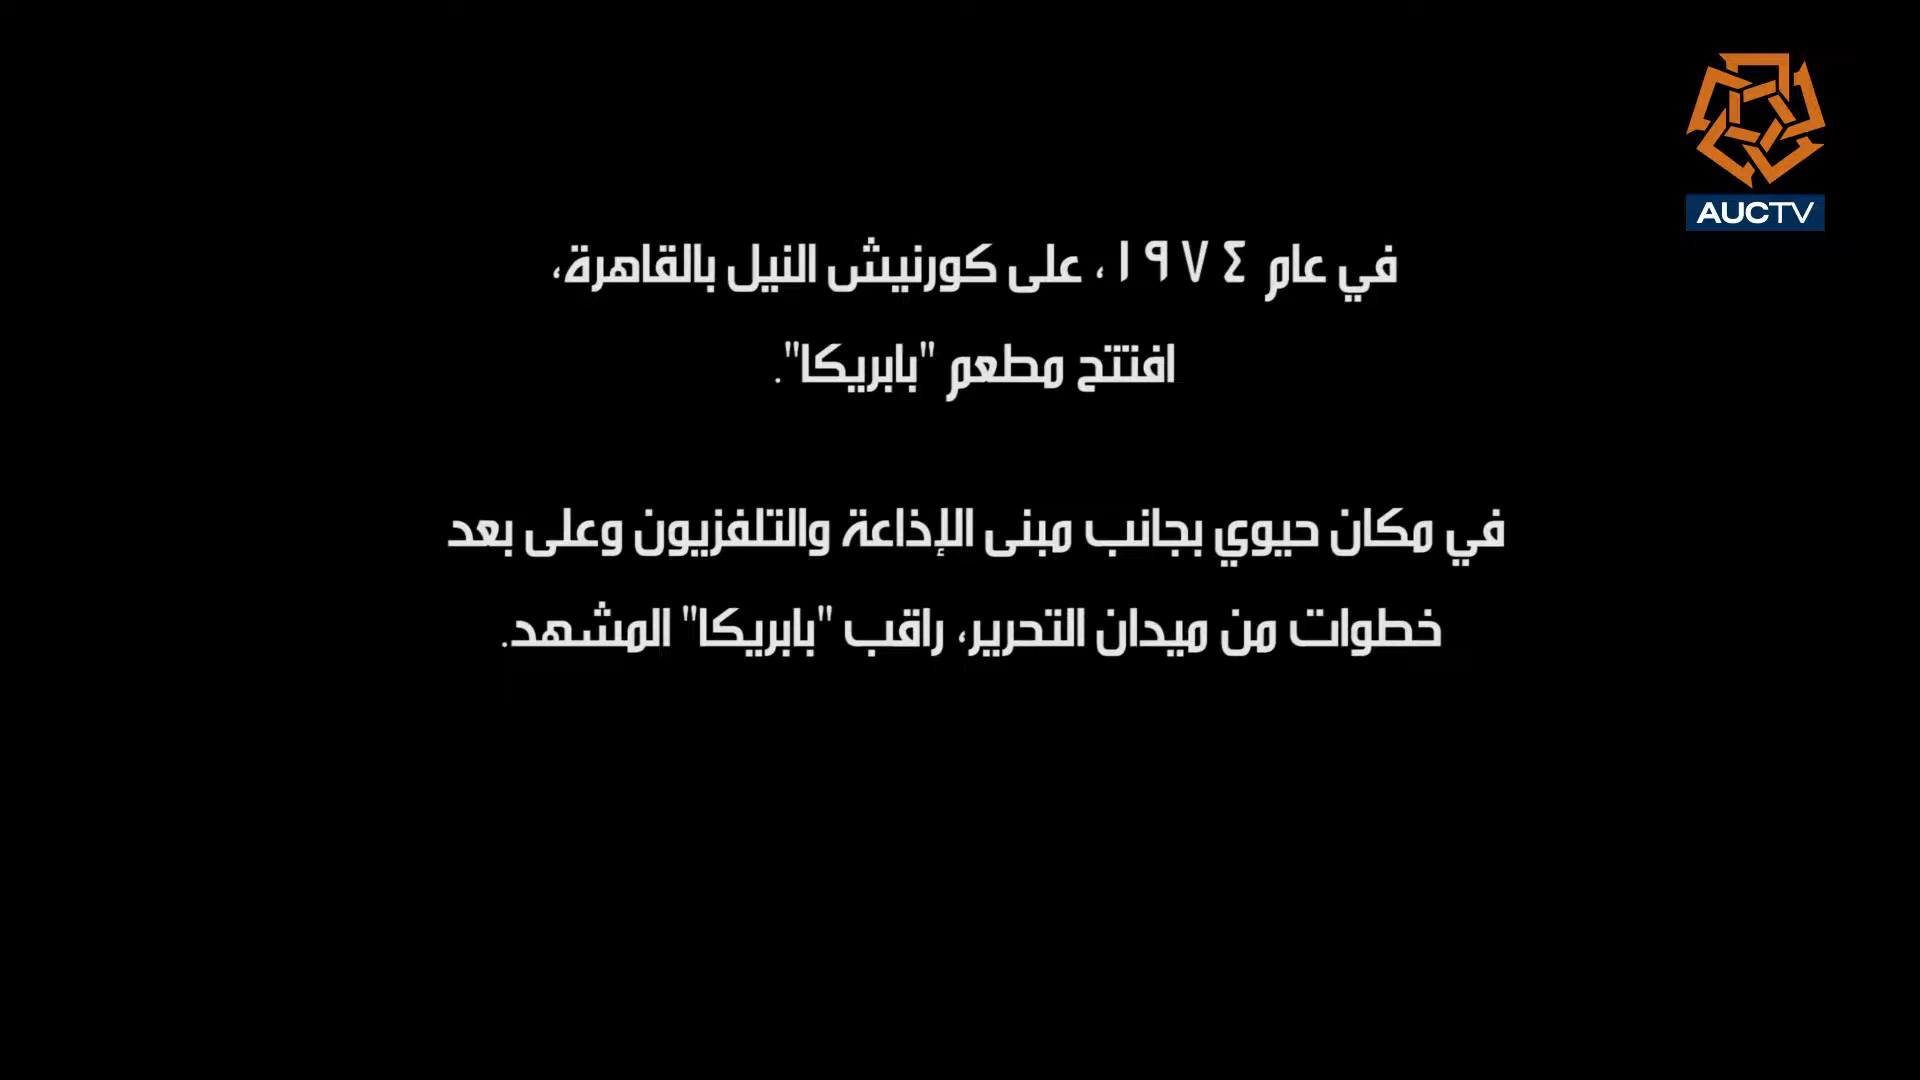 AUCTV
في عام ١٩٧٤، على كورنيش النيل بالقاهرة،
افتتح مطعم "بابريكا".
في مكان حيوي بجانب مبنى الإذاعة والتلفزيون وعلى بعد
خطوات من ميدان التحرير، راقب "بابريكا" المشهد.